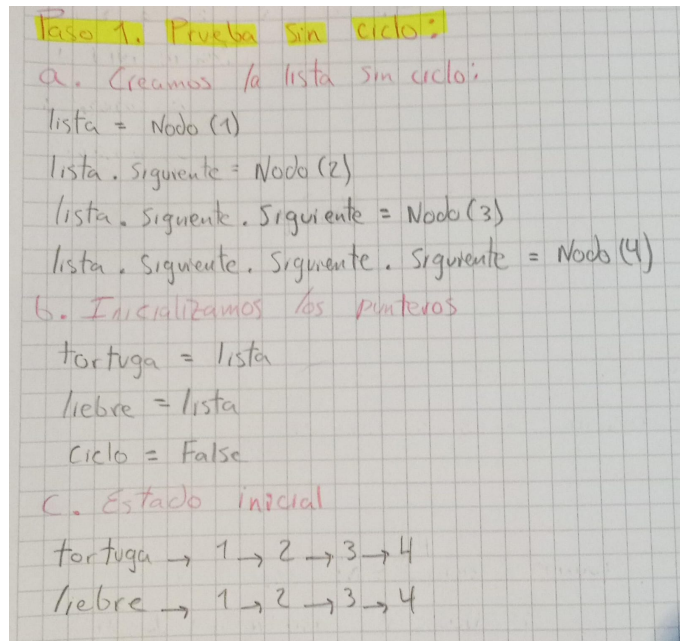 Paso 1. Prueba sin ciclo:
a. Creamos la lista sin ciclo:
lista = Nodo (1)
lista . siguiente = Nodo (2)
lista . siguente . siguiente = Nodo (3)
lista . siguiente . siguiente . siguiente = Nodo (4)
b. Inicializamos los punteros
tortuga = lista
liebre = lista
ciclo = False
c. Estado inicial
tortuga → 1 → 2 → 3 → 4
liebre → 1 → 2 → 3 → 4